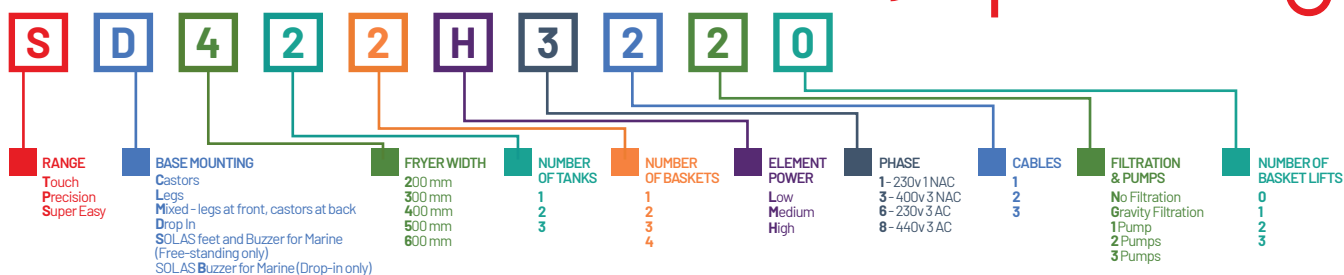 S D 4 2 2 H 3 2 2 0
RANGE
Touch
Precision
Super Easy
BASE MOUNTING
Castors
Legs
Mixed - legs at front, castors at back
Drop In
SOLAS feet and Buzzer for Marine
(Free-standing only)
SOLAS Buzzer for Marine (Drop-in only)
FRYER WIDTH
200 mm
300 mm
400 mm
500 mm
600 mm
NUMBER
OF TANKS
1
2
3
NUMBER
OF BASKETS
1
2
3
4
ELEMENT
POWER
Low
Medium
High
PHASE
1 - 230v 1 NAC
3 - 400v 3 NAC
6 - 230v 3 AC
8 - 440v 3 AC
CABLES
1
2
3
FILTRATION
& PUMPS
No Filtration
Gravity Filtration
1 Pump
2 Pumps
3 Pumps
NUMBER OF
BASKET LIFTS
0
1
2
3